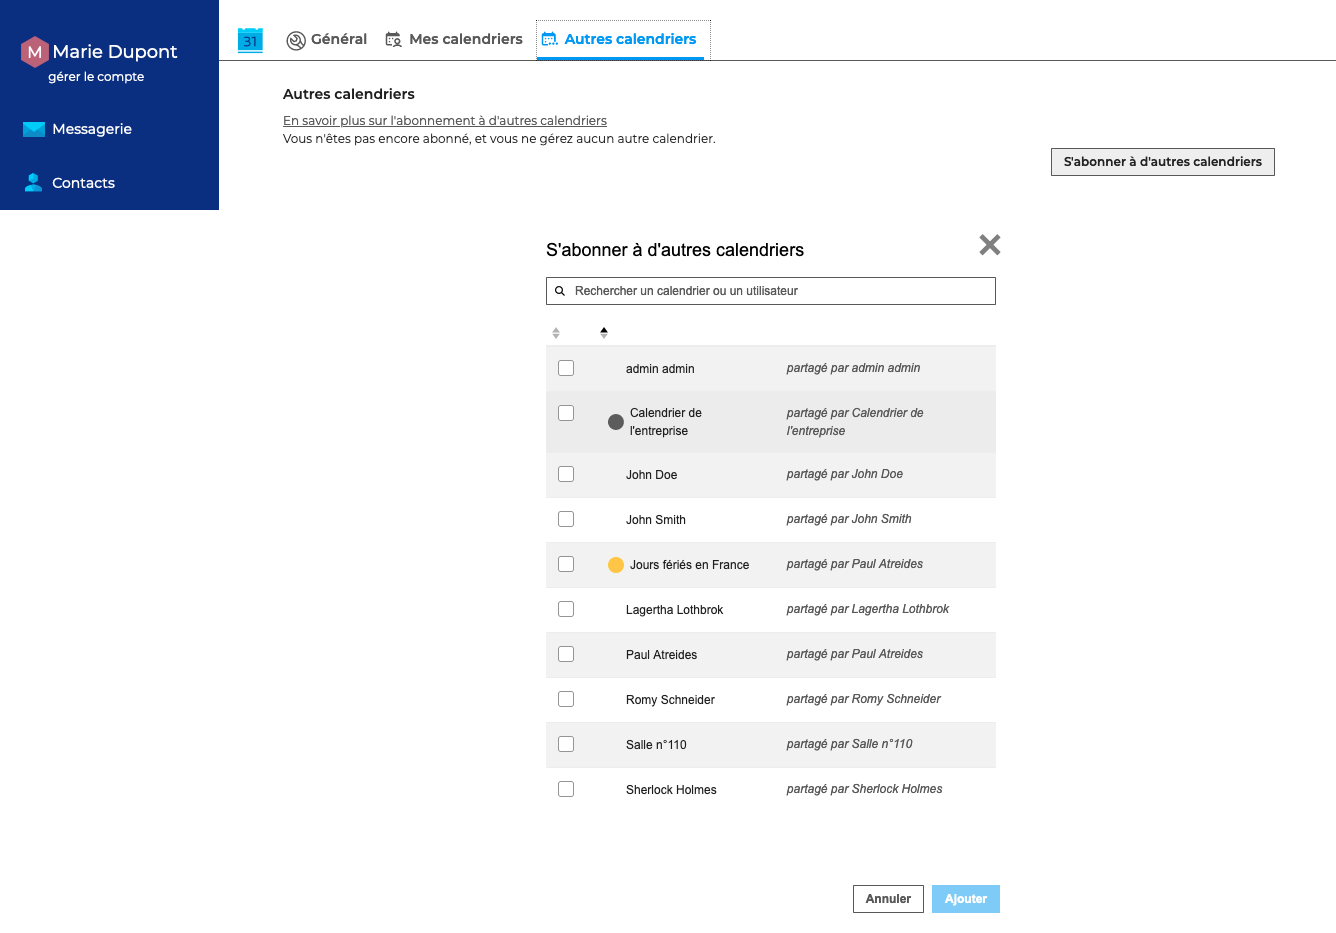 M Marie Dupont
gérer le compte
Messagerie
Contacts
31
Général
Mes calendriers
Autres calendriers
Autres calendriers
En savoir plus sur l'abonnement à d'autres calendriers
Vous n'êtes pas encore abonné, et vous ne gérez aucun autre calendrier.
S'abonner à d'autres calendriers
S'abonner à d'autres calendriers
Rechercher un calendrier ou un utilisateur
admin admin partagé par admin admin
Calendrier de partagé par Calendrier de
l'entreprise l'entreprise
John Doe partagé par John Doe
John Smith partagé par John Smith
Jours fériés en France partagé par Paul Atreides
Lagertha Lothbrok partagé par Lagertha Lothbrok
Paul Atreides partagé par Paul Atreides
Romy Schneider partagé par Romy Schneider
Salle n°110 partagé par Salle n°110
Sherlock Holmes partagé par Sherlock Holmes
Annuler
Ajouter